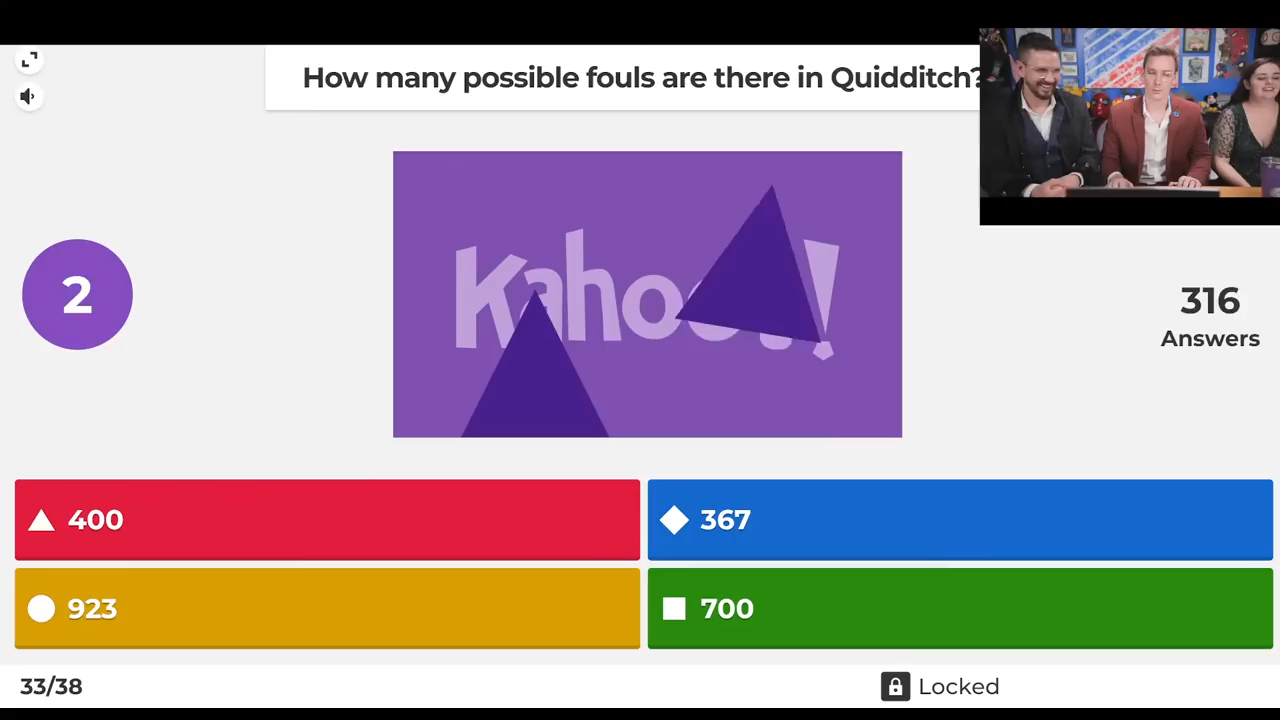 How many possible fouls are there in Quidditch?
Kahoot!
2
316
Answers
400
367
923
700
33/38
Locked